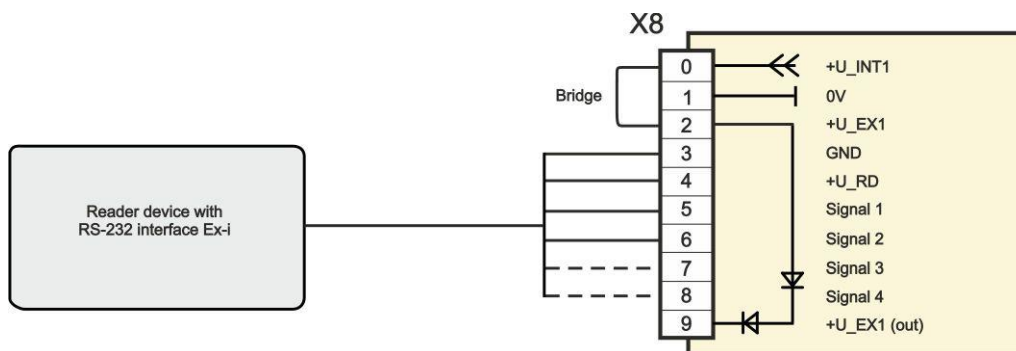 X8
0 +U_INT1
Bridge
1 0V
2 +U_EX1
3 GND
4 +U_RD
Reader device with
RS-232 interface Ex-i
5 Signal 1
6 Signal 2
7 Signal 3
8 Signal 4
9 +U_EX1 (out)